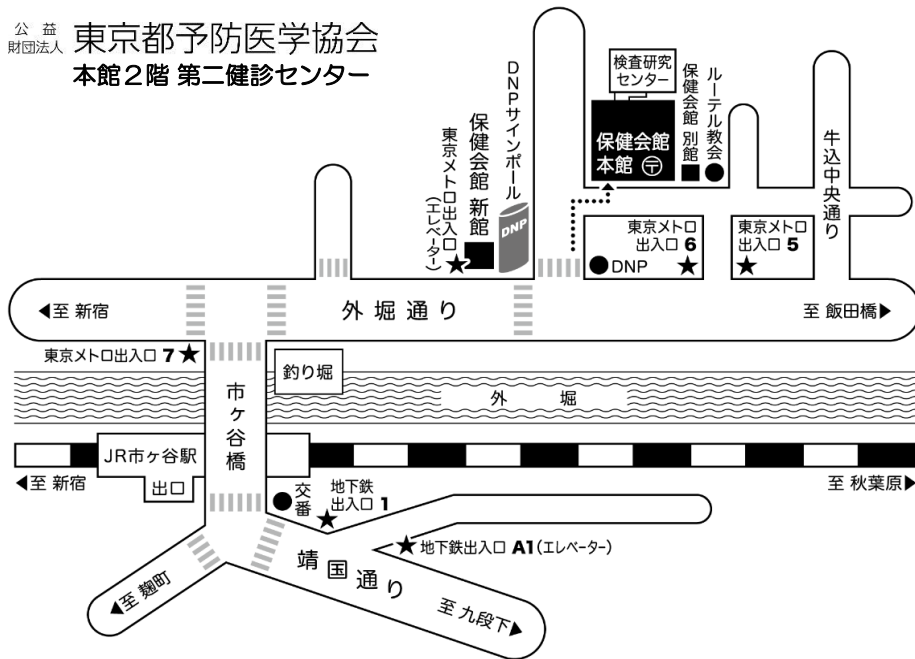 公益
財団法人
東京都予防医学協会
本館2階 第二健診センター
検査研究
センター
保健会館
本館
〒
保健会館 別館
ルーテル教会
牛込中央通り
DNPサインポール
保健会館 新館
東京メトロ出入口
(エレベーター)
DNP
東京メトロ
出入口 6
DNP
東京メトロ
出入口 5
◀至 新宿
外堀通り
至 飯田橋▶
東京メトロ出入口 7
釣り堀
市ヶ谷橋
外 堀
JR市ヶ谷駅
出口
◀至 新宿
至 秋葉原▶
交番
地下鉄
出入口 1
地下鉄出入口 A1(エレベーター)
靖国通り
◀至 麹町
至 九段下▶